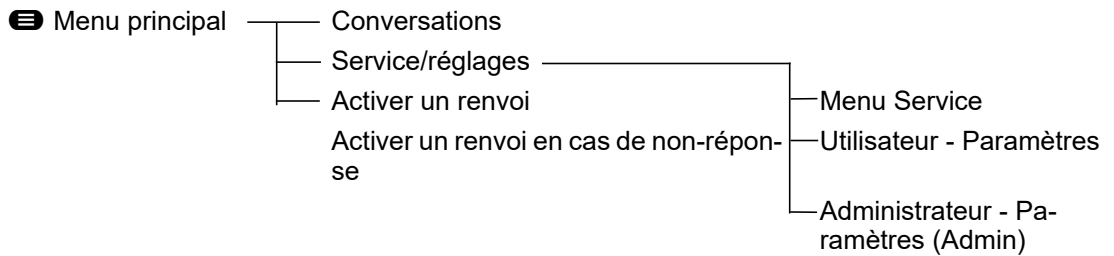 Menu principal
Conversations
Service/réglages
Activer un renvoi
Menu Service
Activer un renvoi en cas de non-répon-
se
Utilisateur - Paramètres
Administrateur - Pa-
ramètres (Admin)